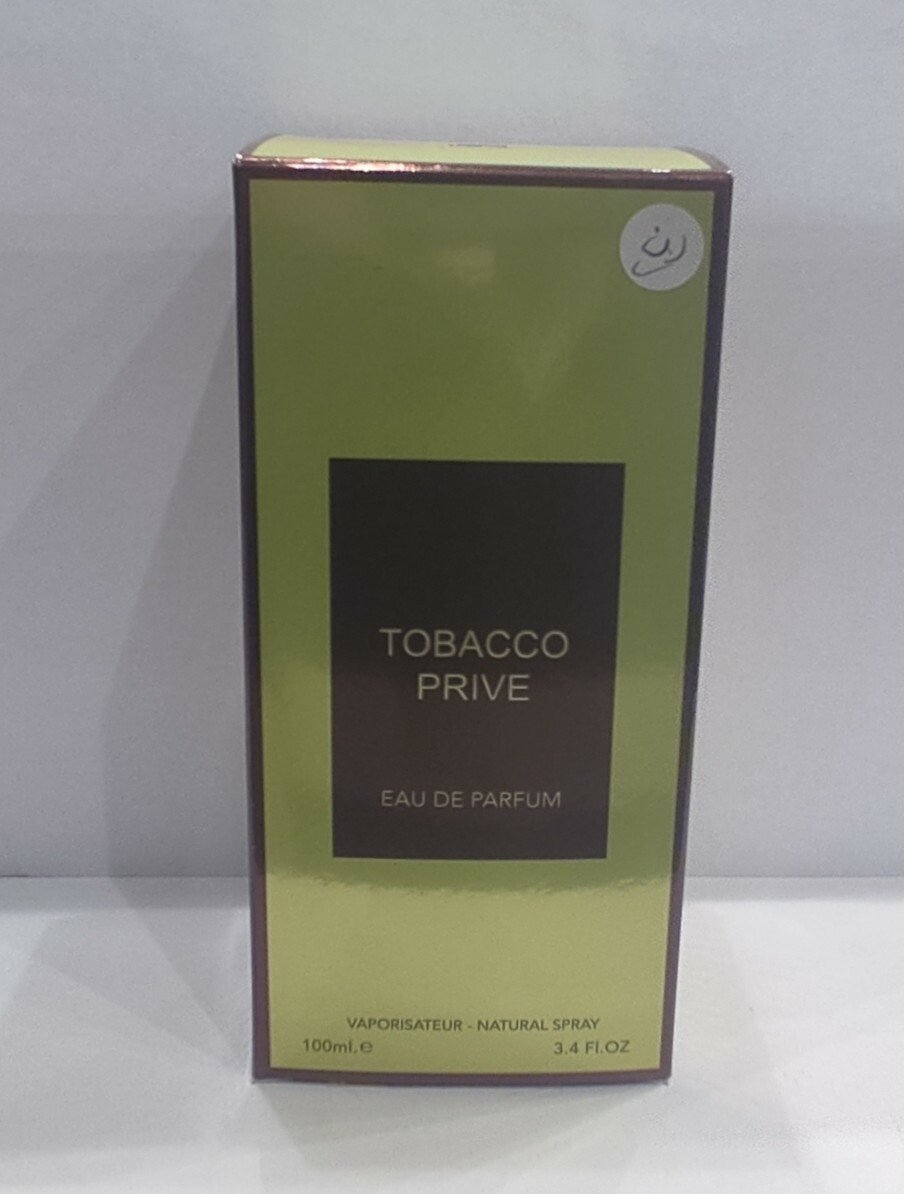 TOBACCO
PRIVE
EAU DE PARFUM
VAPORISATEUR - NATURAL SPRAY
100ml.e 3.4 Fl.OZ